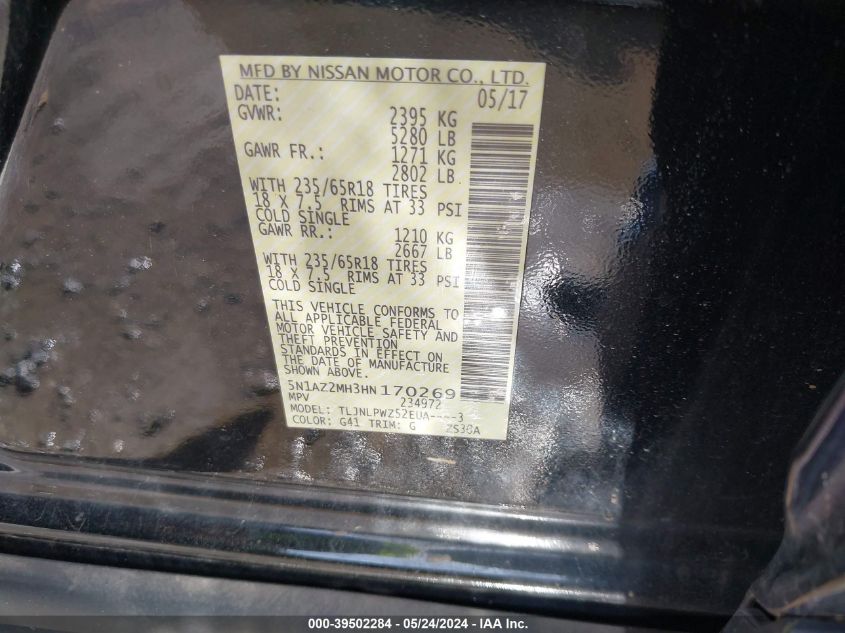 MFD BY NISSAN MOTOR CO., LTD.
DATE: 05/17
GVWR: 2395 KG
5280 LB
GAWR FR.: 1271 KG
2802 LB
WITH 235/65R18 TIRES
18 X 7.5 RIMS AT 33 PSI
COLD SINGLE
GAWR RR.: 1210 KG
2667 LB
WITH 235/65R18 TIRES
18 X 7.5 RIMS AT 33 PSI
COLD SINGLE
THIS VEHICLE CONFORMS TO
ALL APPLICABLE FEDERAL
MOTOR VEHICLE SAFETY AND
THEFT PREVENTION
STANDARDS IN EFFECT ON
THE DATE OF MANUFACTURE
SHOWN ABOVE.
5N1AZ2MH3HN170269
MPV 234972
MODEL: TLJNLPWZS2EUA----3
COLOR: G41 TRIM: G
000-39502284 / 05/24/2024 - IAA Inc.